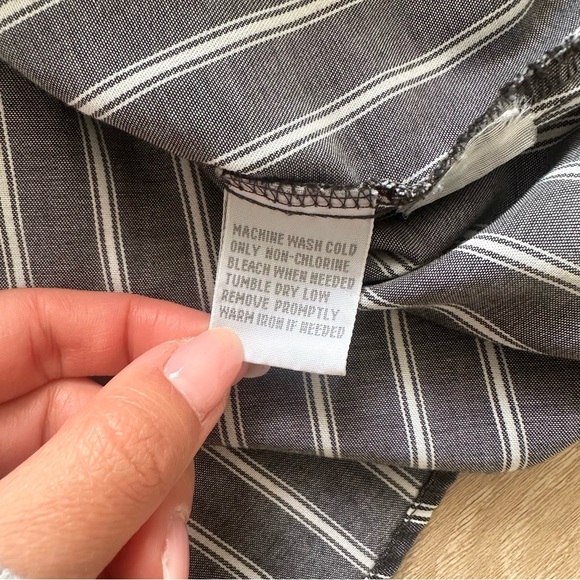 MACHINE WASH COLD
ONLY NON-CHLORINE
BLEACH WHEN NEEDED
TUMBLE DRY LOW
REMOVE PROMPTLY
WARM IRON IF NEEDED